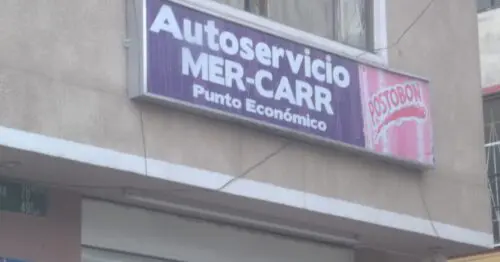 Autoservicio
MER-CARR
Punto Económico
POSTOBON